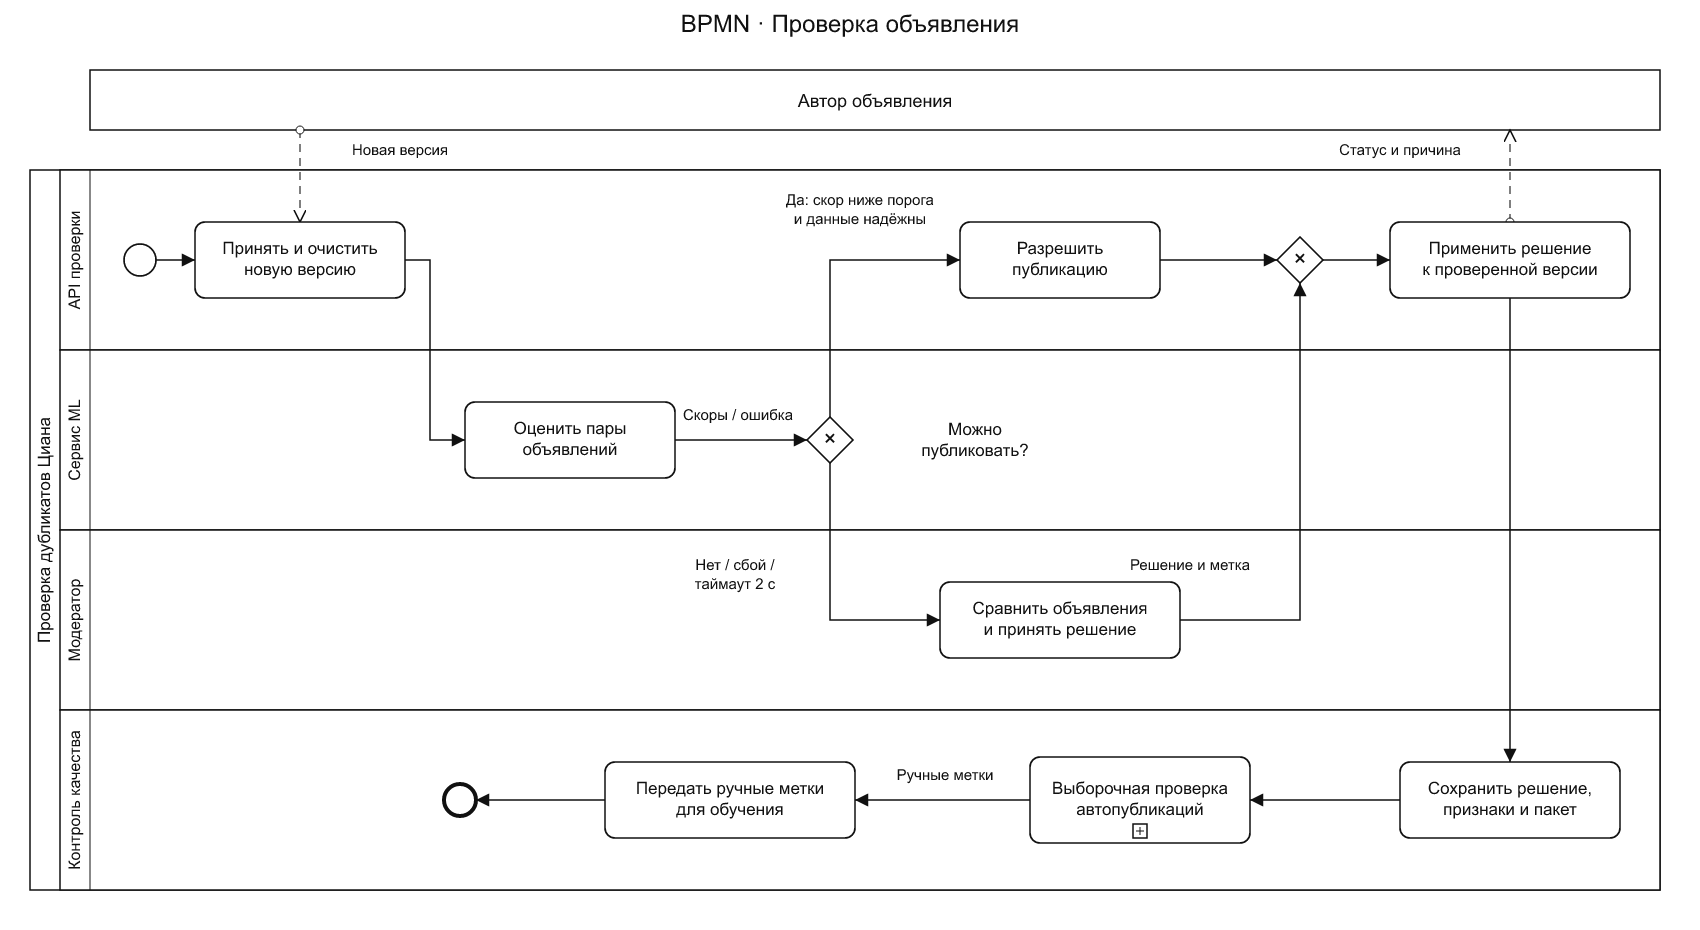 BPMN · Проверка объявления
Автор объявления
Новая версия
Статус и причина
Проверка дубликатов Циана
API проверки
Принять и очистить
новую версию
Да: скор ниже порога
и данные надёжны
Разрешить
публикацию
Применить решение
к проверенной версии
Сервис ML
Оценить пары
объявлений
Скоры / ошибка
Можно
публиковать?
Модератор
Нет / сбой /
таймаут 2 с
Сравнить объявления
и принять решение
Решение и метка
Контроль качества
Передать ручные метки
для обучения
Ручные метки
Выборочная проверка
автопубликаций
Сохранить решение,
признаки и пакет